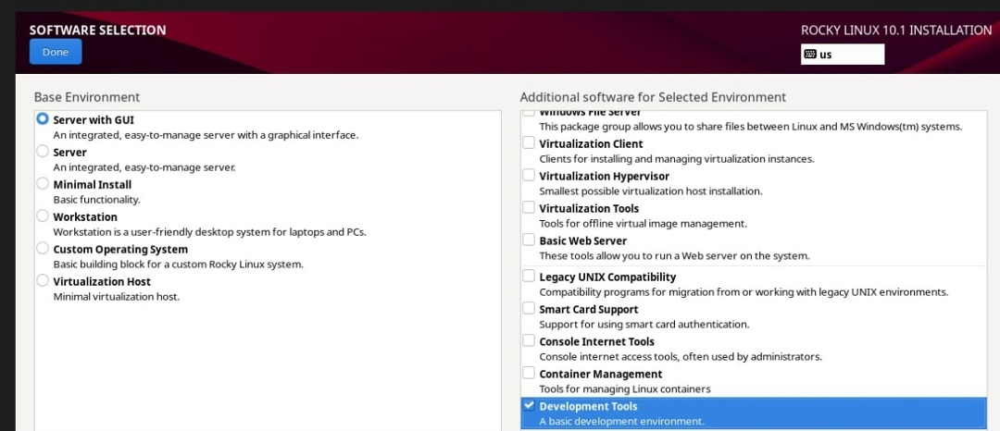 SOFTWARE SELECTION
Done
ROCKY LINUX 10.1 INSTALLATION
us
Base Environment
Server with GUI
An integrated, easy-to-manage server with a graphical interface.
Server
An integrated, easy-to-manage server.
Minimal Install
Basic functionality.
Workstation
Workstation is a user-friendly desktop system for laptops and PCs.
Custom Operating System
Basic building block for a custom Rocky Linux system.
Virtualization Host
Minimal virtualization host.
Additional software for Selected Environment
Windows File Server
This package group allows you to share files between Linux and MS Windows(tm) systems.
Virtualization Client
Clients for installing and managing virtualization instances.
Virtualization Hypervisor
Smallest possible virtualization host installation.
Virtualization Tools
Tools for offline virtual image management.
Basic Web Server
These tools allow you to run a Web server on the system.
Legacy UNIX Compatibility
Compatibility programs for migration from or working with legacy UNIX environments.
Smart Card Support
Support for using smart card authentication.
Console Internet Tools
Console internet access tools, often used by administrators.
Container Management
Tools for managing Linux containers
Development Tools
A basic development environment.